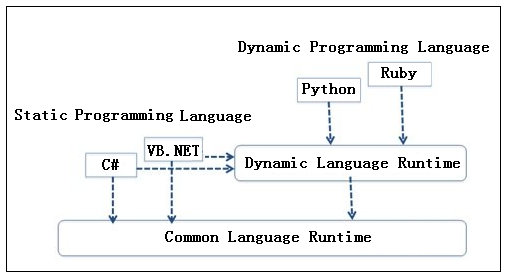 Dynamic Programming Language
Ruby
Python
Static Programming Language
VB.NET
C#
Dynamic Language Runtime
Common Language Runtime